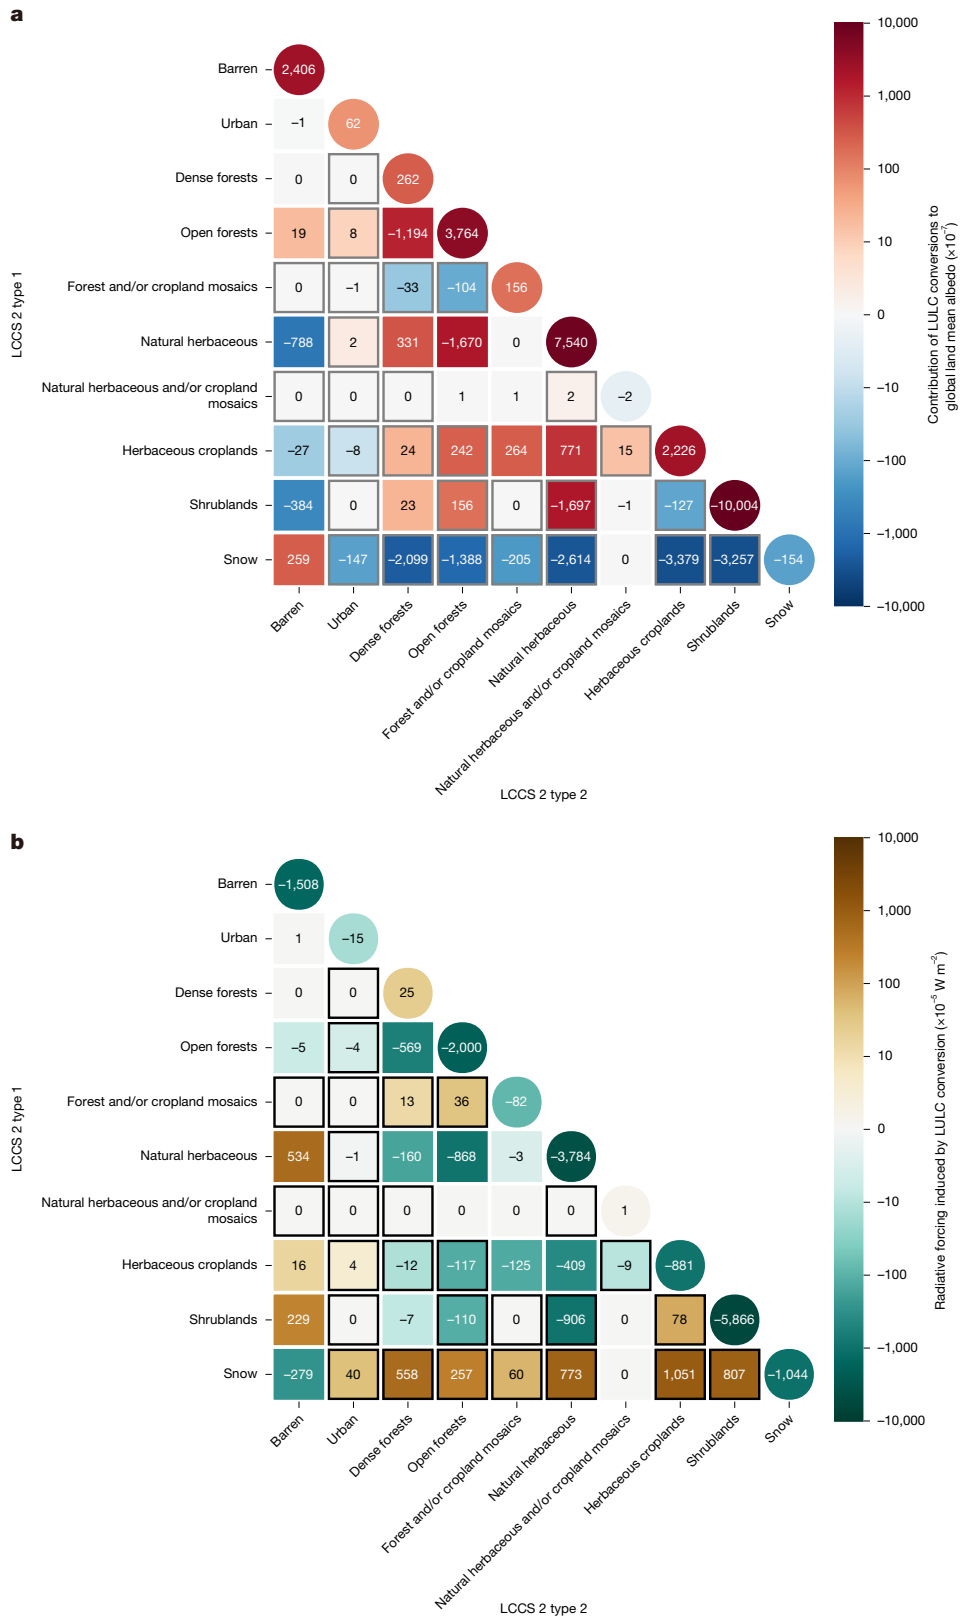 a
Barren
2,406
Urban
−1 62
Dense forests
0 0 262
Open forests
19 8 −1,194 3,764
Forest and/or cropland mosaics
0 −1 −33 −104 156
Natural herbaceous
−788 2 331 −1,670 0 7,540
Natural herbaceous and/or cropland
mosaics
0 0 0 1 1 2 −2
Herbaceous croplands
−27 −8 24 242 264 771 15 2,226
Shrublands
−384 0 23 156 0 −1,697 −1 −127 −10,004
Snow
259 −147 −2,099 −1,388 −205 −2,614 0 −3,379 −3,257 −154
LCCS 2 type 1
Barren
Urban
Dense forests
Open forests
Forest and/or cropland mosaics
Natural herbaceous
Natural herbaceous and/or cropland mosaics
Herbaceous croplands
Shrublands
Snow
LCCS 2 type 2
10,000
1,000
100
10
0
−10
−100
−1,000
−10,000
Contribution of LULC conversions to
global land mean albedo (×10⁻⁷)
b
Barren
−1,508
Urban
1 −15
Dense forests
0 0 25
Open forests
−5 −4 −569 −2,000
Forest and/or cropland mosaics
0 0 13 36 −82
Natural herbaceous
534 −1 −160 −868 −3 −3,784
Natural herbaceous and/or cropland
mosaics
0 0 0 0 0 0 1
Herbaceous croplands
16 4 −12 −117 −125 −409 −9 −881
Shrublands
229 0 −7 −110 0 −906 0 78 −5,866
Snow
−279 40 558 257 60 773 0 1,051 807 −1,044
LCCS 2 type 1
Barren
Urban
Dense forests
Open forests
Forest and/or cropland mosaics
Natural herbaceous
Natural herbaceous and/or cropland mosaics
Herbaceous croplands
Shrublands
Snow
LCCS 2 type 2
10,000
1,000
100
10
0
−10
−100
−1,000
−10,000
Radiative forcing induced by LULC conversion (×10⁻⁵ W m⁻²)